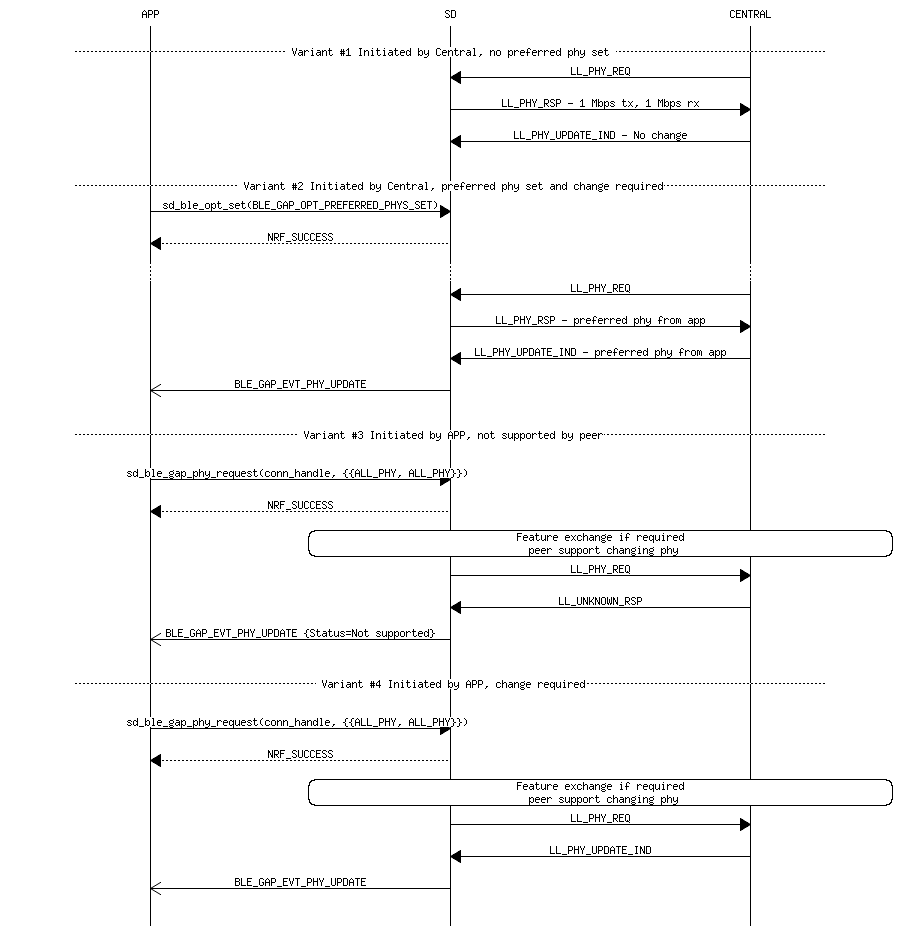 APP SD CENTRAL
Variant #1 Initiated by Central, no preferred phy set
LL_PHY_REQ
LL_PHY_RSP – 1 Mbps tx, 1 Mbps rx
LL_PHY_UPDATE_IND – No change
Variant #2 Initiated by Central, preferred phy set and change required
sd_ble_opt_set(BLE_GAP_OPT_PREFERRED_PHYS_SET)
NRF_SUCCESS
LL_PHY_REQ
LL_PHY_RSP – preferred phy from app
LL_PHY_UPDATE_IND – preferred phy from app
BLE_GAP_EVT_PHY_UPDATE
Variant #3 Initiated by APP, not supported by peer
sd_ble_gap_phy_request(conn_handle, {{ALL_PHY, ALL_PHY}})
NRF_SUCCESS
Feature exchange if required
peer support changing phy
LL_PHY_REQ
LL_UNKNOWN_RSP
BLE_GAP_EVT_PHY_UPDATE {Status=Not supported}
Variant #4 Initiated by APP, change required
sd_ble_gap_phy_request(conn_handle, {{ALL_PHY, ALL_PHY}})
NRF_SUCCESS
Feature exchange if required
peer support changing phy
LL_PHY_REQ
LL_PHY_UPDATE_IND
BLE_GAP_EVT_PHY_UPDATE